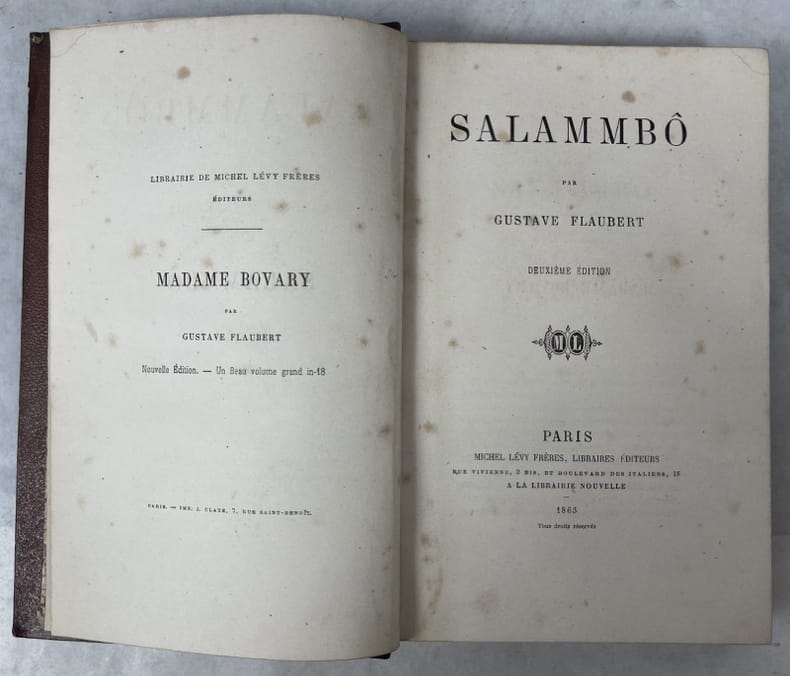 LIBRAIRIE DE MICHEL LÉVY FRÈRES
ÉDITEURS
MADAME BOVARY
PAR
GUSTAVE FLAUBERT
Nouvelle Édition. — Un Beau volume grand in-18
PARIS. — IMP. J. CLAYE, 7, RUE SAINT-BENOÎT.
SALAMMBÔ
PAR
GUSTAVE FLAUBERT
DEUXIÈME ÉDITION
ML
PARIS
MICHEL LÉVY FRÈRES, LIBRAIRES ÉDITEURS
RUE VIVIENNE, 2 BIS, ET BOULEVARD DES ITALIENS, 15
A LA LIBRAIRIE NOUVELLE
1863
Tous droits réservés